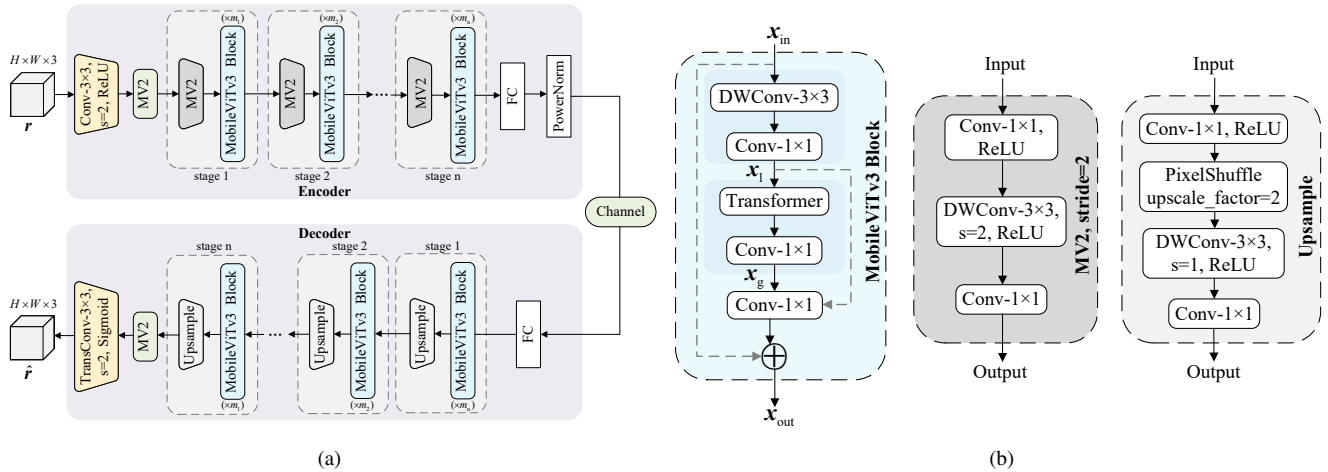 H×W×3
r
Conv-3×3,
s=2, ReLU
MV2
MV2
MobileViTv3 Block
(×m₁)
stage 1
MV2
MobileViTv3 Block
(×m₂)
stage 2
...
MV2
MobileViTv3 Block
(×mₙ)
stage n
FC
PowerNorm
Encoder
Channel
Decoder
stage n
stage 2
stage 1
H×W×3
r̂
TransConv-3×3,
s=2, Sigmoid
MV2
Upsample
MobileViTv3 Block
(×m₁)
...
Upsample
MobileViTv3 Block
(×m₂)
Upsample
MobileViTv3 Block
(×mₙ)
FC
(a)
x_in
DWConv-3×3
Conv-1×1
x_l
Transformer
Conv-1×1
x_g
Conv-1×1
x_out
MobileViTv3 Block
Input
Conv-1×1,
ReLU
DWConv-3×3,
s=2, ReLU
Conv-1×1
Output
MV2, stride=2
Input
Conv-1×1, ReLU
PixelShuffle
upscale_factor=2
DWConv-3×3,
s=1, ReLU
Conv-1×1
Output
Upsample
(b)